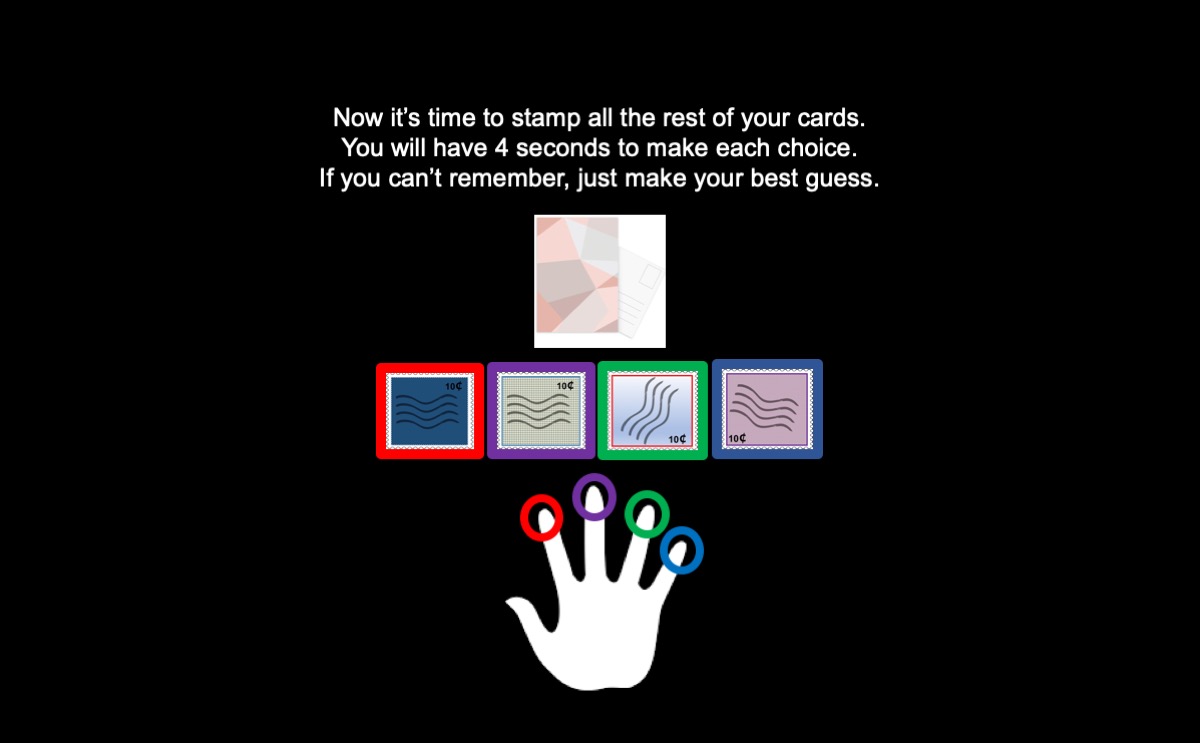 Now it’s time to stamp all the rest of your cards.
You will have 4 seconds to make each choice.
If you can’t remember, just make your best guess.
10¢
10¢
10¢
10¢